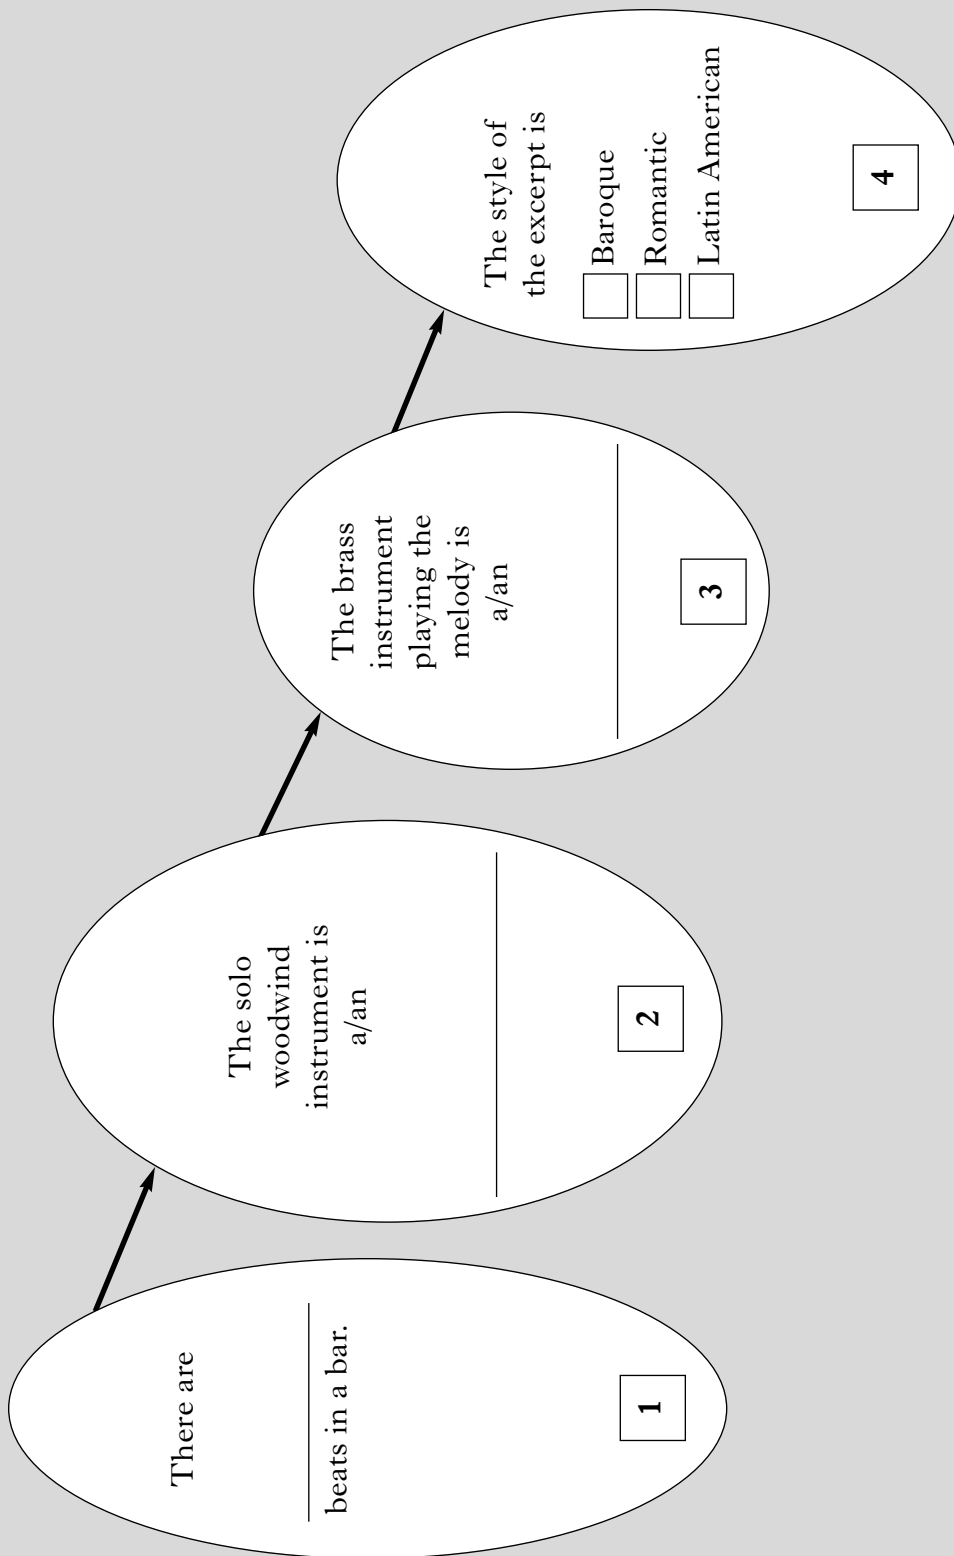 There are
beats in a bar.
1
The solo
woodwind
instrument is
a/an
2
The brass
instrument
playing the
melody is
a/an
3
The style of
the excerpt is
Baroque
Romantic
Latin American
4